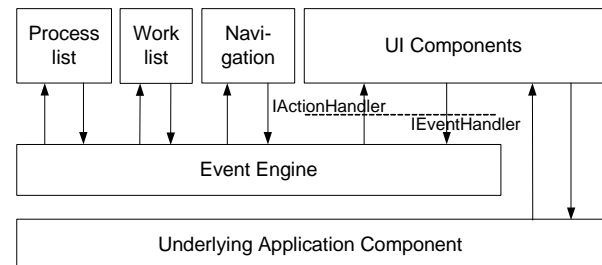 Process
list
Work
list
Navi-
gation
UI Components
IActionHandler
IEventHandler
Event Engine
Underlying Application Component